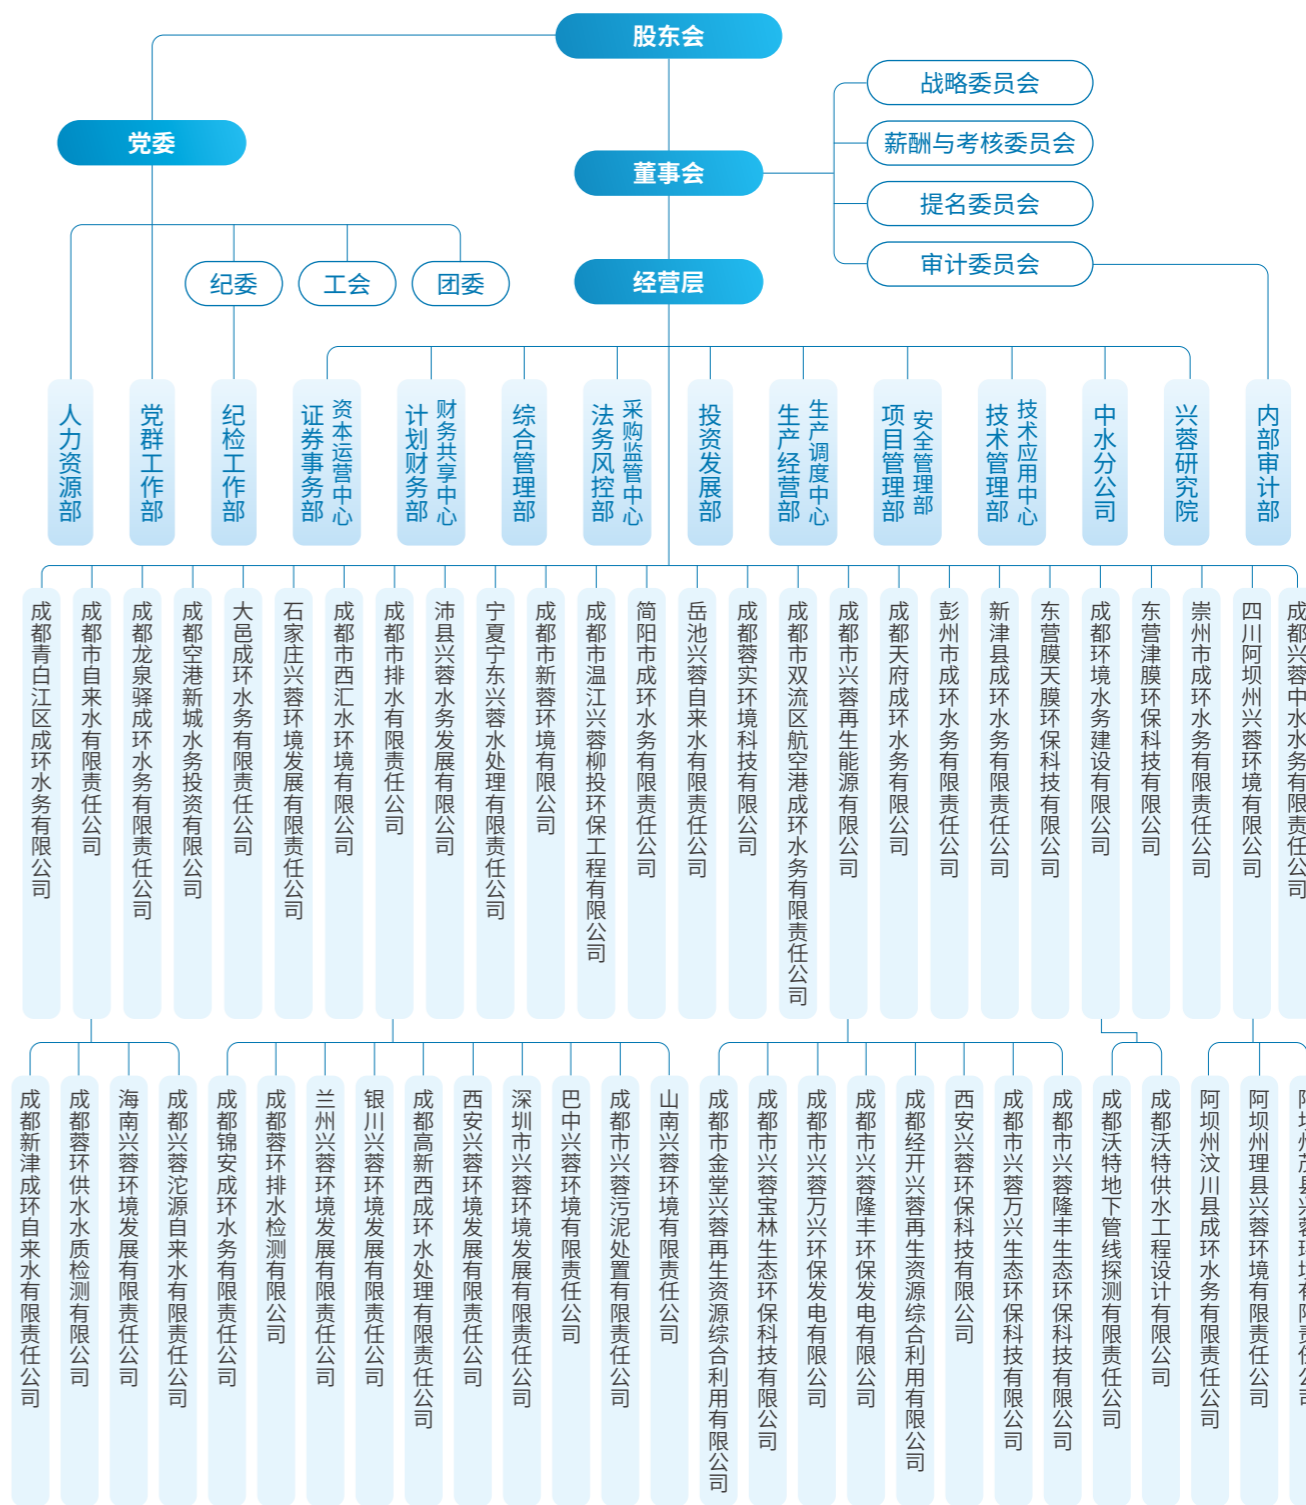 股东会
战略委员会
党委
薪酬与考核委员会
董事会
提名委员会
审计委员会
纪委
工会
团委
经营层
人力资源部
党群工作部
纪检工作部
证券事务部
资本运营中心
计划财务部
财务共享中心
综合管理部
法务风控部
采购监管中心
投资发展部
生产经营部
生产调度中心
项目管理部
安全管理部
技术管理部
技术应用中心
中水分公司
兴蓉研究院
内部审计部
成都青白江区成环水务有限公司
成都市自来水有限责任公司
成都龙泉驿成环水务有限责任公司
成都空港新城水务投资有限公司
大邑成环水务有限责任公司
石家庄兴蓉环境发展有限责任公司
成都市西汇水环境有限公司
成都市排水有限责任公司
沛县兴蓉水务发展有限公司
宁夏宁东兴蓉水处理有限责任公司
成都市新蓉环境有限公司
成都市温江兴蓉柳投环保工程有限公司
简阳市成环水务有限责任公司
岳池兴蓉自来水有限责任公司
成都蓉实环境科技有限公司
成都市双流区航空港成环水务有限责任公司
成都市兴蓉再生能源有限公司
成都天府成环水务有限公司
彭州市成环水务有限责任公司
新津县成环水务有限责任公司
东营膜天膜环保科技有限公司
成都环境水务建设有限公司
东营津膜环保科技有限公司
崇州市成环水务有限责任公司
四川阿坝州兴蓉环境有限公司
成都兴蓉中水水务有限责任公司
成都新津成环自来水有限责任公司
成都蓉环供水水质检测有限公司
海南兴蓉环境发展有限责任公司
成都兴蓉沱源自来水有限责任公司
成都锦安成环水务有限责任公司
成都蓉环排水检测有限公司
兰州兴蓉环境发展有限责任公司
银川兴蓉环境发展有限责任公司
成都高新西成环水处理有限责任公司
西安兴蓉环境发展有限责任公司
深圳市兴蓉环境发展有限责任公司
巴中兴蓉环境有限责任公司
成都市兴蓉污泥处置有限责任公司
山南兴蓉环境有限责任公司
成都市金堂兴蓉再生资源综合利用有限公司
成都市兴蓉宝林生态环保科技有限公司
成都市兴蓉万兴环保发电有限公司
成都市兴蓉隆丰环保发电有限公司
成都经开兴蓉再生资源综合利用有限公司
西安兴蓉环保科技有限公司
成都市兴蓉万兴生态环保科技有限公司
成都市兴蓉隆丰生态环保科技有限公司
成都沃特地下管线探测有限责任公司
成都沃特供水工程设计有限公司
阿坝州汶川县成环水务有限责任公司
阿坝州理县兴蓉环境有限责任公司
阿坝州茂县兴蓉环境有限责任公司